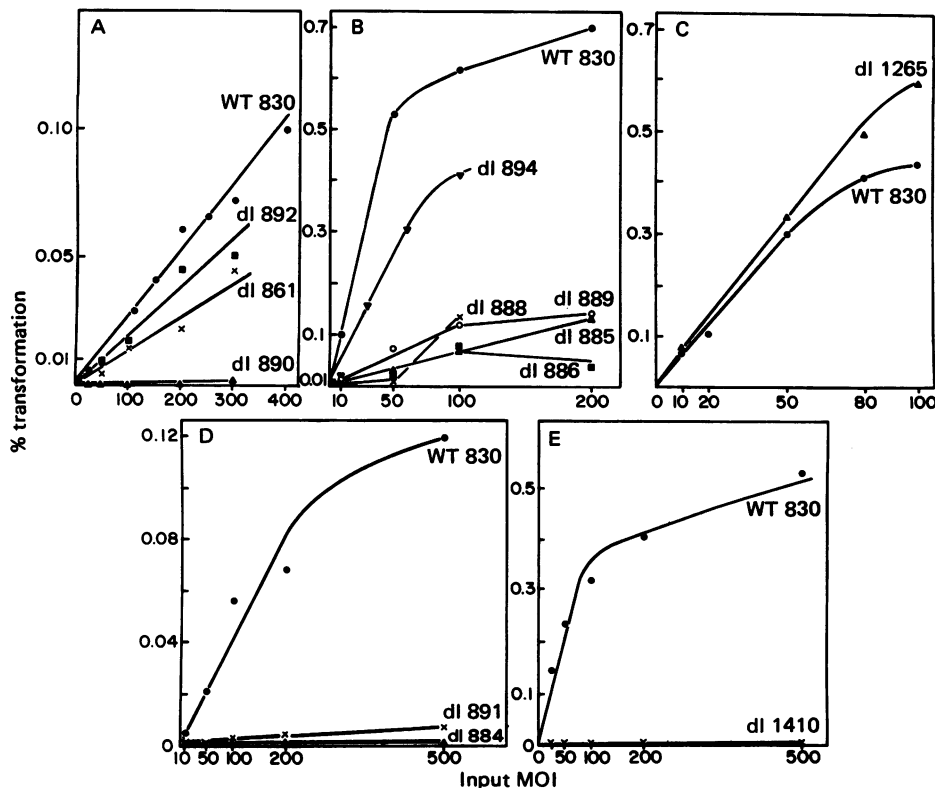 % transformation
A
0.10
0.05
0.01
WT 830
dl 892
dl 861
dl 890
0 100 200 300 400
B
0.7
0.5
0.3
0.1
0.01
WT 830
dl 894
dl 888
dl 889
dl 885
dl 886
10 50 100 200
C
0.7
0.5
0.3
0.1
dl 1265
WT 830
0 10 20 50 80 100
D
0.12
0.08
0.04
0
WT 830
dl 891
dl 884
10 50 100 200 500
E
0.5
0.3
0.1
0
WT 830
dl 1410
0 50 100 200 500
Input MOI